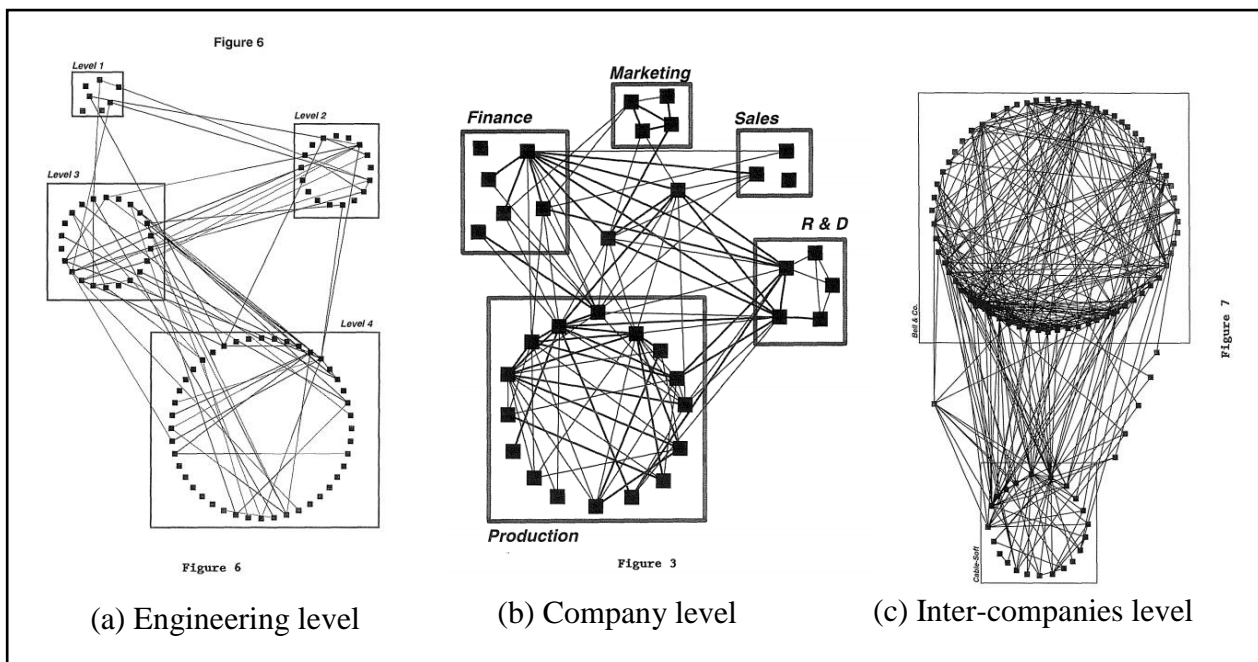 Figure 6
Level 1
Level 2
Level 3
Level 4
Figure 6
(a) Engineering level
Marketing
Finance
Sales
R & D
Production
Figure 3
(b) Company level
Bell & Co.
Cable-Soft
Figure 7
(c) Inter-companies level